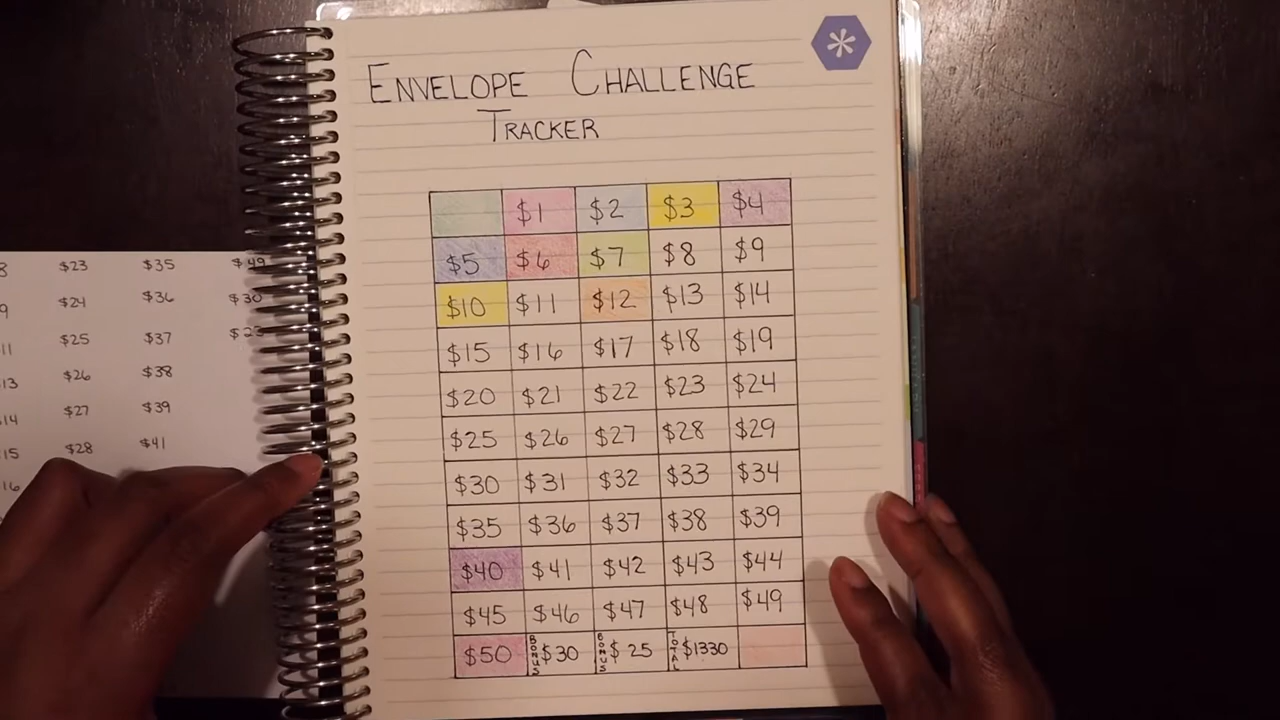 ENVELOPE CHALLENGE
TRACKER
$1 $2 $3 $4
$5 $6 $7 $8 $9
$10 $11 $12 $13 $14
$15 $16 $17 $18 $19
$20 $21 $22 $23 $24
$25 $26 $27 $28 $29
$30 $31 $32 $33 $34
$35 $36 $37 $38 $39
$40 $41 $42 $43 $44
$45 $46 $47 $48 $49
$50 BONUS $30 BONUS $25 TOTAL $1330
$23 $35 $49
$24 $36 $30
$25 $37
$26 $38
$27 $39
$28 $41